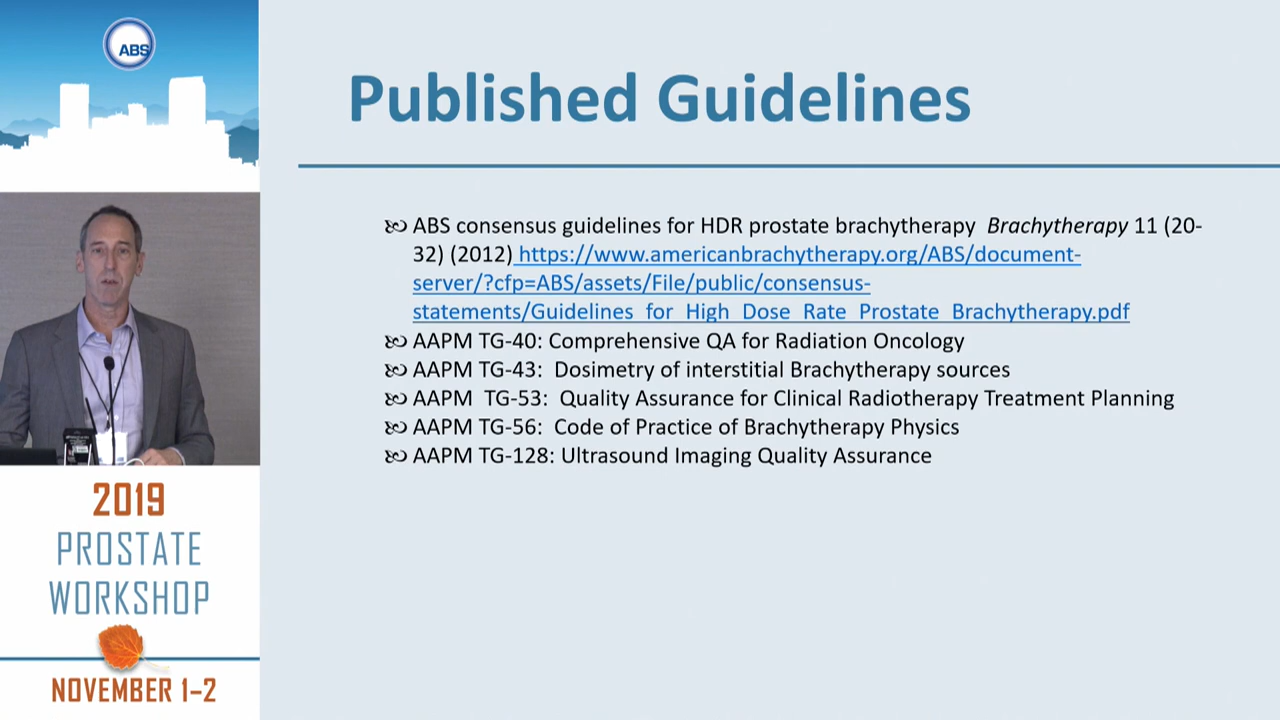 ABS
2019
PROSTATE
WORKSHOP
NOVEMBER 1–2
Published Guidelines
ABS consensus guidelines for HDR prostate brachytherapy Brachytherapy 11 (20-
32) (2012) https://www.americanbrachytherapy.org/ABS/document-
server/?cfp=ABS/assets/File/public/consensus-
statements/Guidelines_for_High_Dose_Rate_Prostate_Brachytherapy.pdf
AAPM TG-40: Comprehensive QA for Radiation Oncology
AAPM TG-43: Dosimetry of interstitial Brachytherapy sources
AAPM TG-53: Quality Assurance for Clinical Radiotherapy Treatment Planning
AAPM TG-56: Code of Practice of Brachytherapy Physics
AAPM TG-128: Ultrasound Imaging Quality Assurance